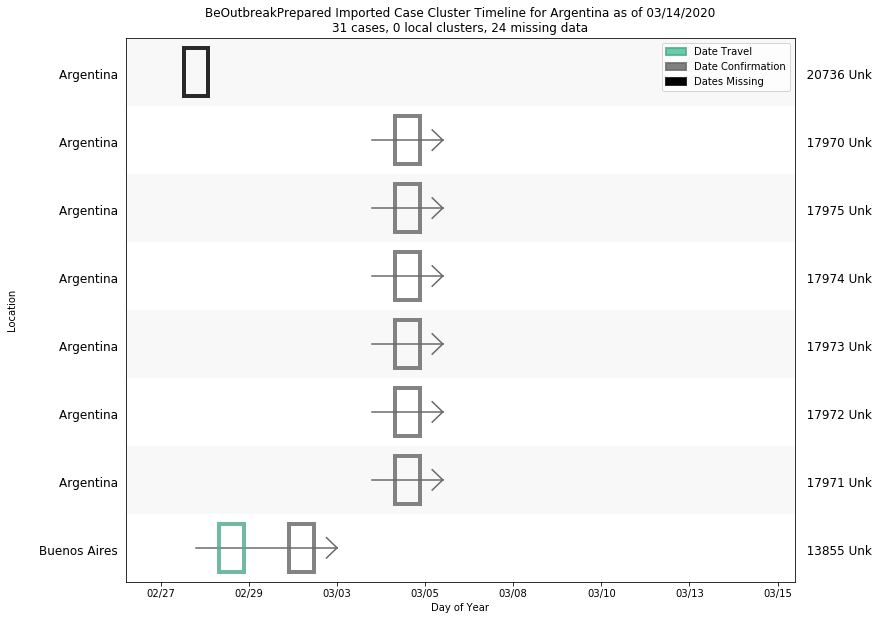 BeOutbreakPrepared Imported Case Cluster Timeline for Argentina as of 03/14/2020
31 cases, 0 local clusters, 24 missing data
Date Travel
Date Confirmation
Dates Missing
Argentina 20736 Unk
Argentina 17970 Unk
Argentina 17975 Unk
Argentina 17974 Unk
Argentina 17973 Unk
Argentina 17972 Unk
Argentina 17971 Unk
Buenos Aires 13855 Unk
Location
02/27 02/29 03/03 03/05 03/08 03/10 03/13 03/15
Day of Year